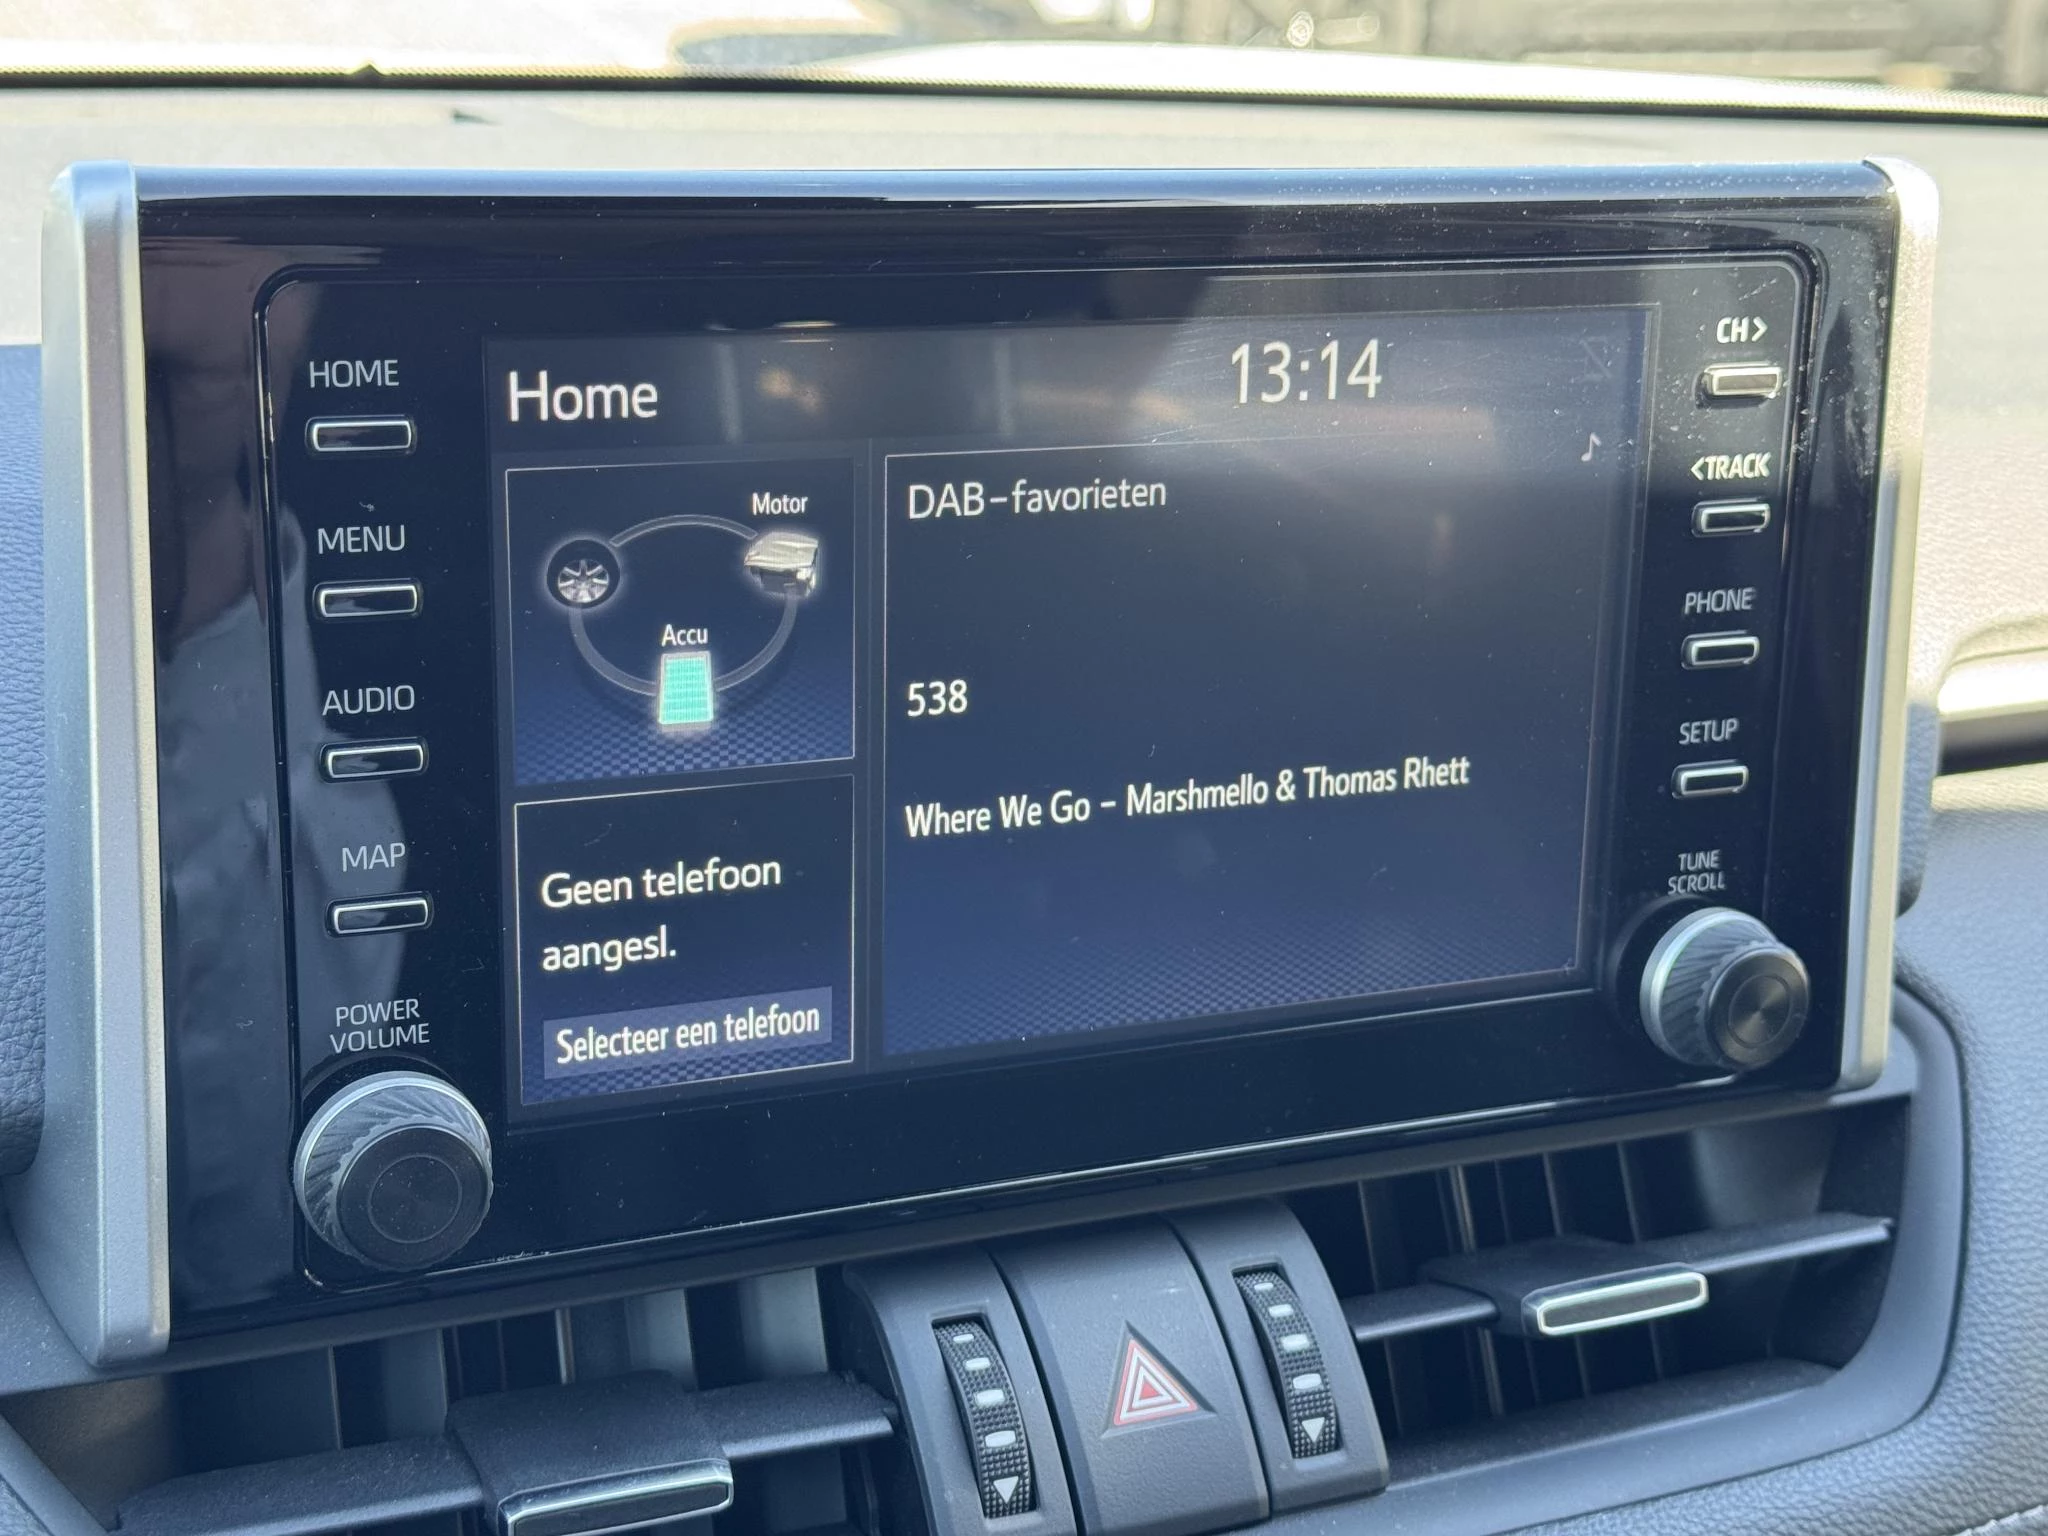 HOME
MENU
AUDIO
MAP
POWER
VOLUME
Home
13:14
Motor
Accu
Geen telefoon
aangesl.
Selecteer een telefoon
DAB-favorieten
538
Where We Go - Marshmello & Thomas Rhett
CH>
<TRACK
PHONE
SETUP
TUNE
SCROLL